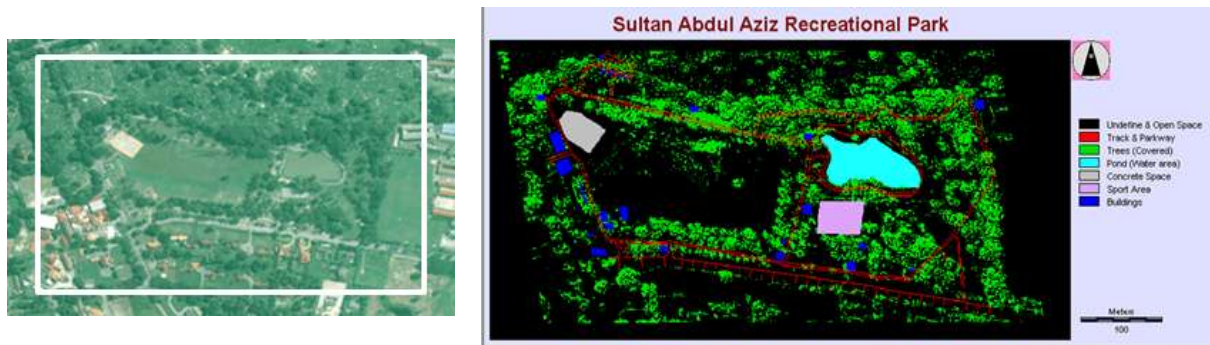 Sultan Abdul Aziz Recreational Park
Undefine & Open Space
Track & Parkway
Trees (Covered)
Pond (Water area)
Concrete Space
Sport Area
Buildings
Meters
100